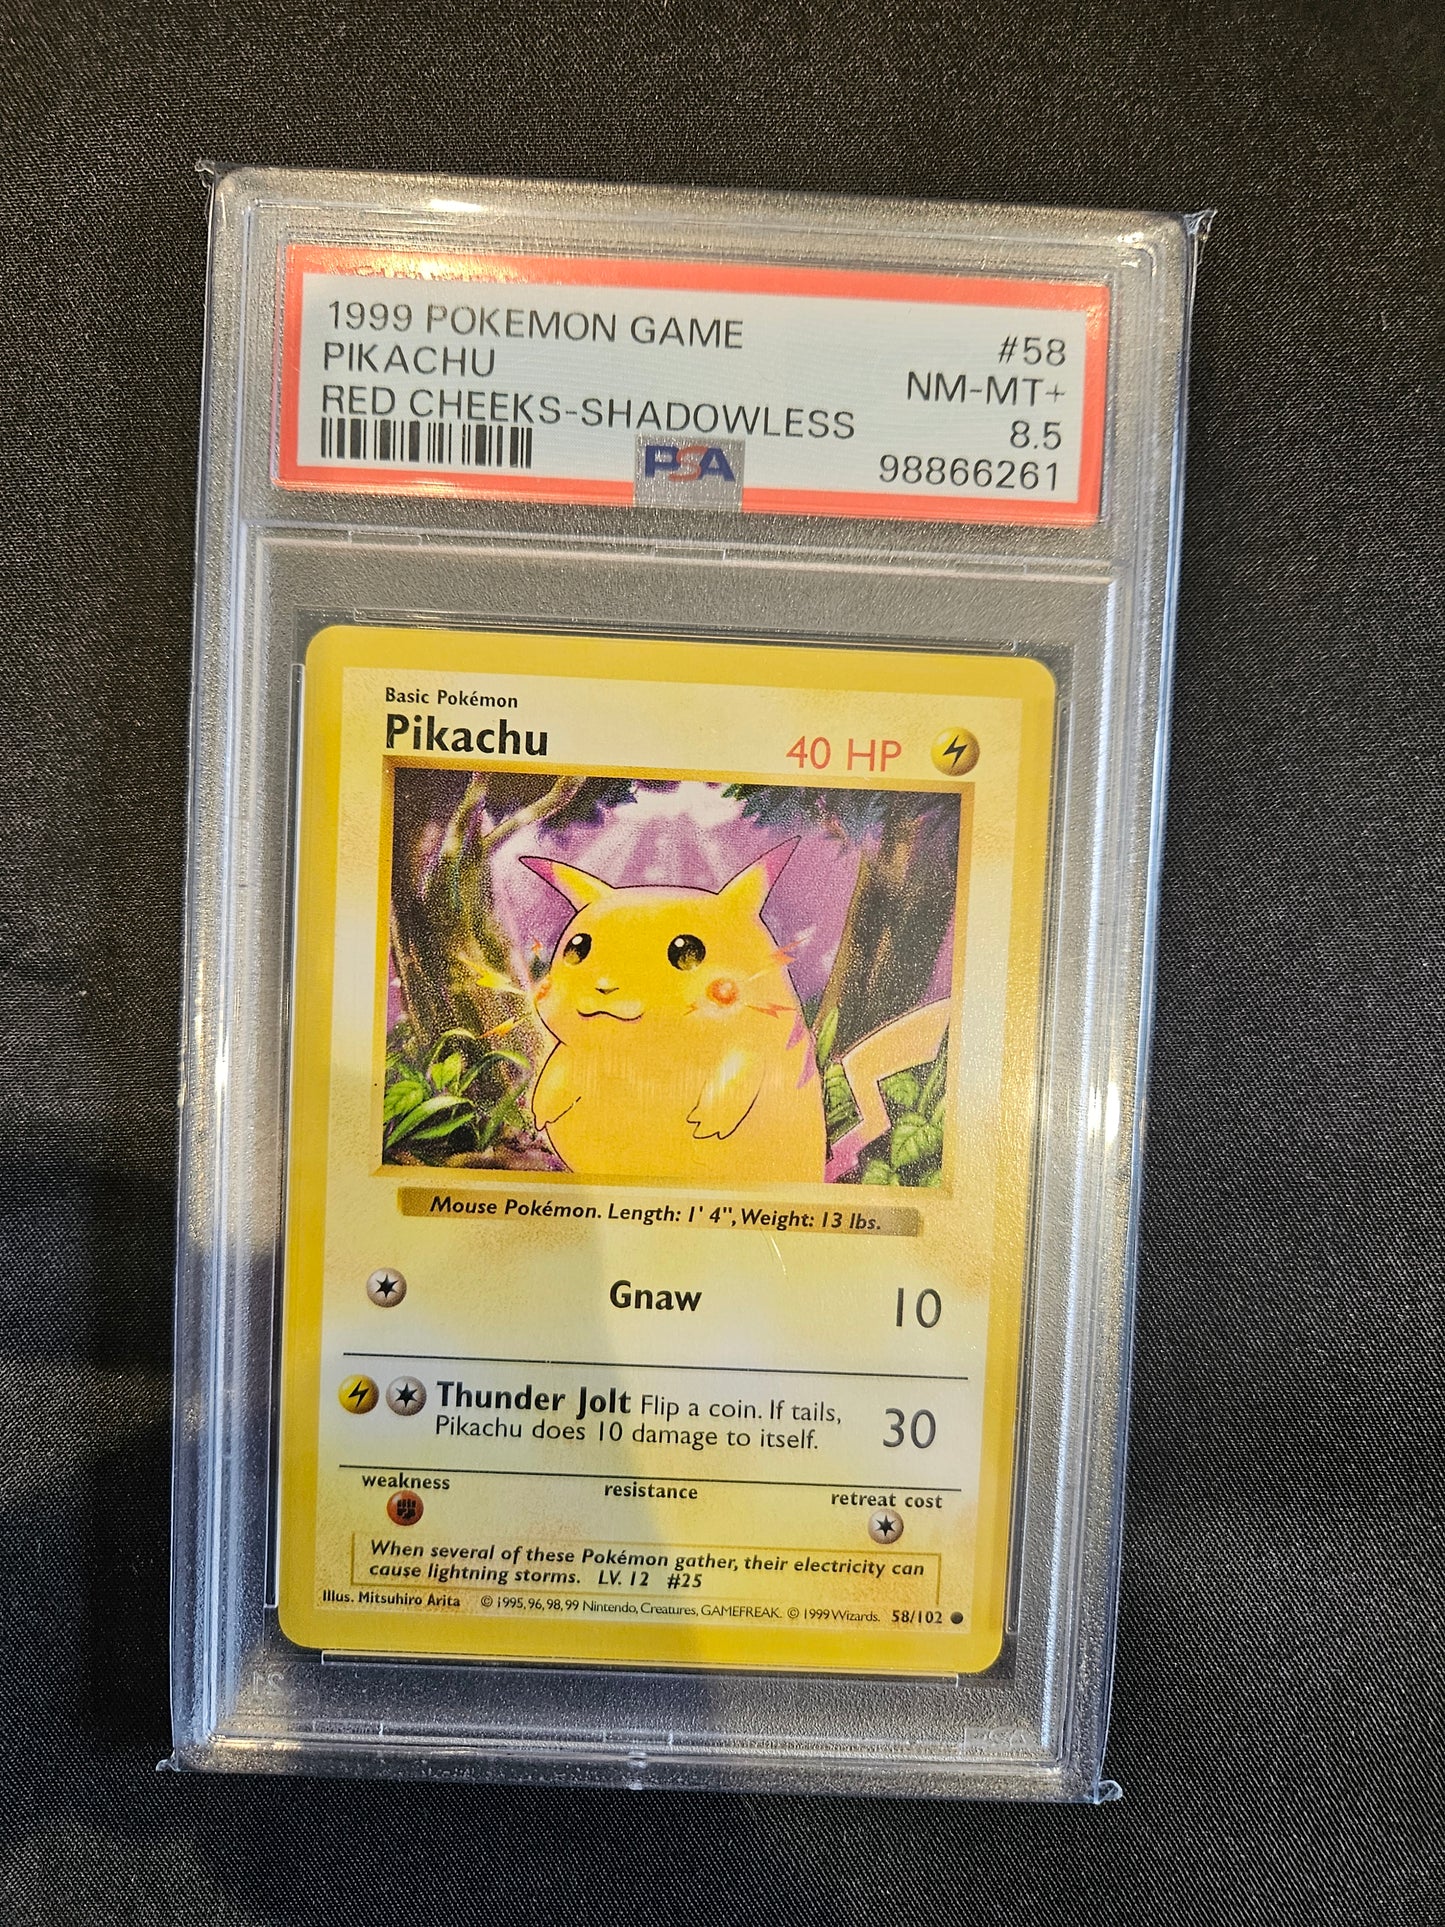 1999 POKEMON GAME
#58
PIKACHU
NM-MT+
RED CHEEKS-SHADOWLESS
8.5
PSA
98866261
Basic Pokémon
Pikachu
40 HP
Mouse Pokémon. Length: 1' 4", Weight: 13 lbs.
Gnaw 10
Thunder Jolt Flip a coin. If tails,
Pikachu does 10 damage to itself.
30
weakness
resistance
retreat cost
When several of these Pokémon gather, their electricity can
cause lightning storms. LV. 12 #25
Illus. Mitsuhiro Arita © 1995, 96, 98, 99 Nintendo, Creatures, GAMEFREAK. © 1999 Wizards. 58/102
PSA